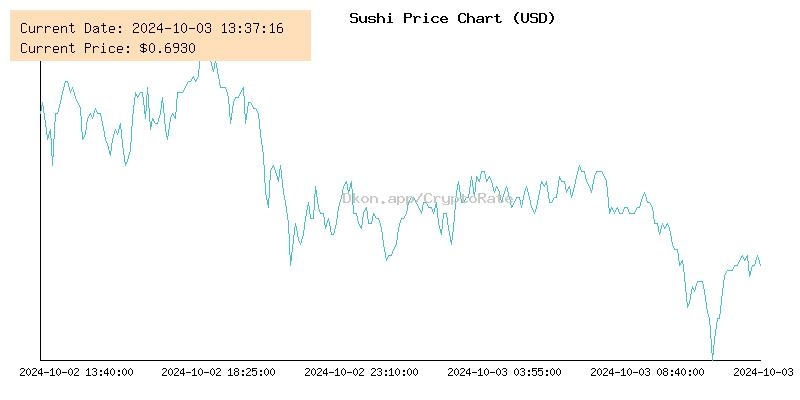 Sushi Price Chart (USD)
Current Date: 2024-10-03 13:37:16
Current Price: $0.6930
Dkon.app/CryptoRate
2024-10-02 13:40:00 2024-10-02 18:25:00 2024-10-02 23:10:00 2024-10-03 03:55:00 2024-10-03 08:40:00 2024-10-03